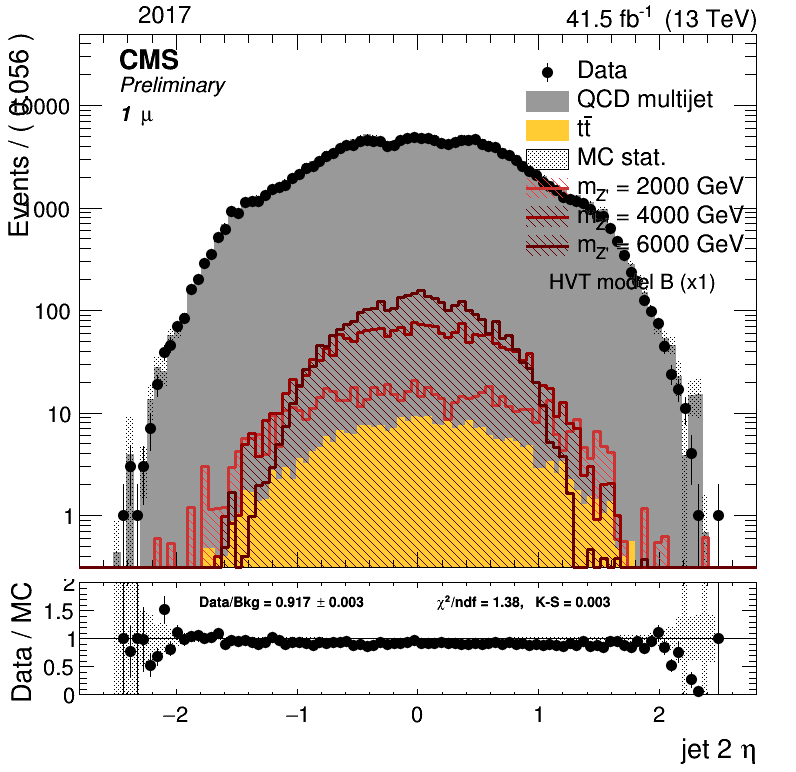 2017
41.5 fb⁻¹ (13 TeV)
CMS
Preliminary
1 μ
Events / ( 0.056 )
10000
1000
100
10
1
Data
QCD multijet
tt̄
MC stat.
m_Z' = 2000 GeV
m_Z' = 4000 GeV
m_Z' = 6000 GeV
HVT model B (x1)
Data / MC
2
1.5
1
0.5
0
Data/Bkg = 0.917 ± 0.003
χ²/ndf = 1.38, K-S = 0.003
−2
−1
0
1
2
jet 2 η